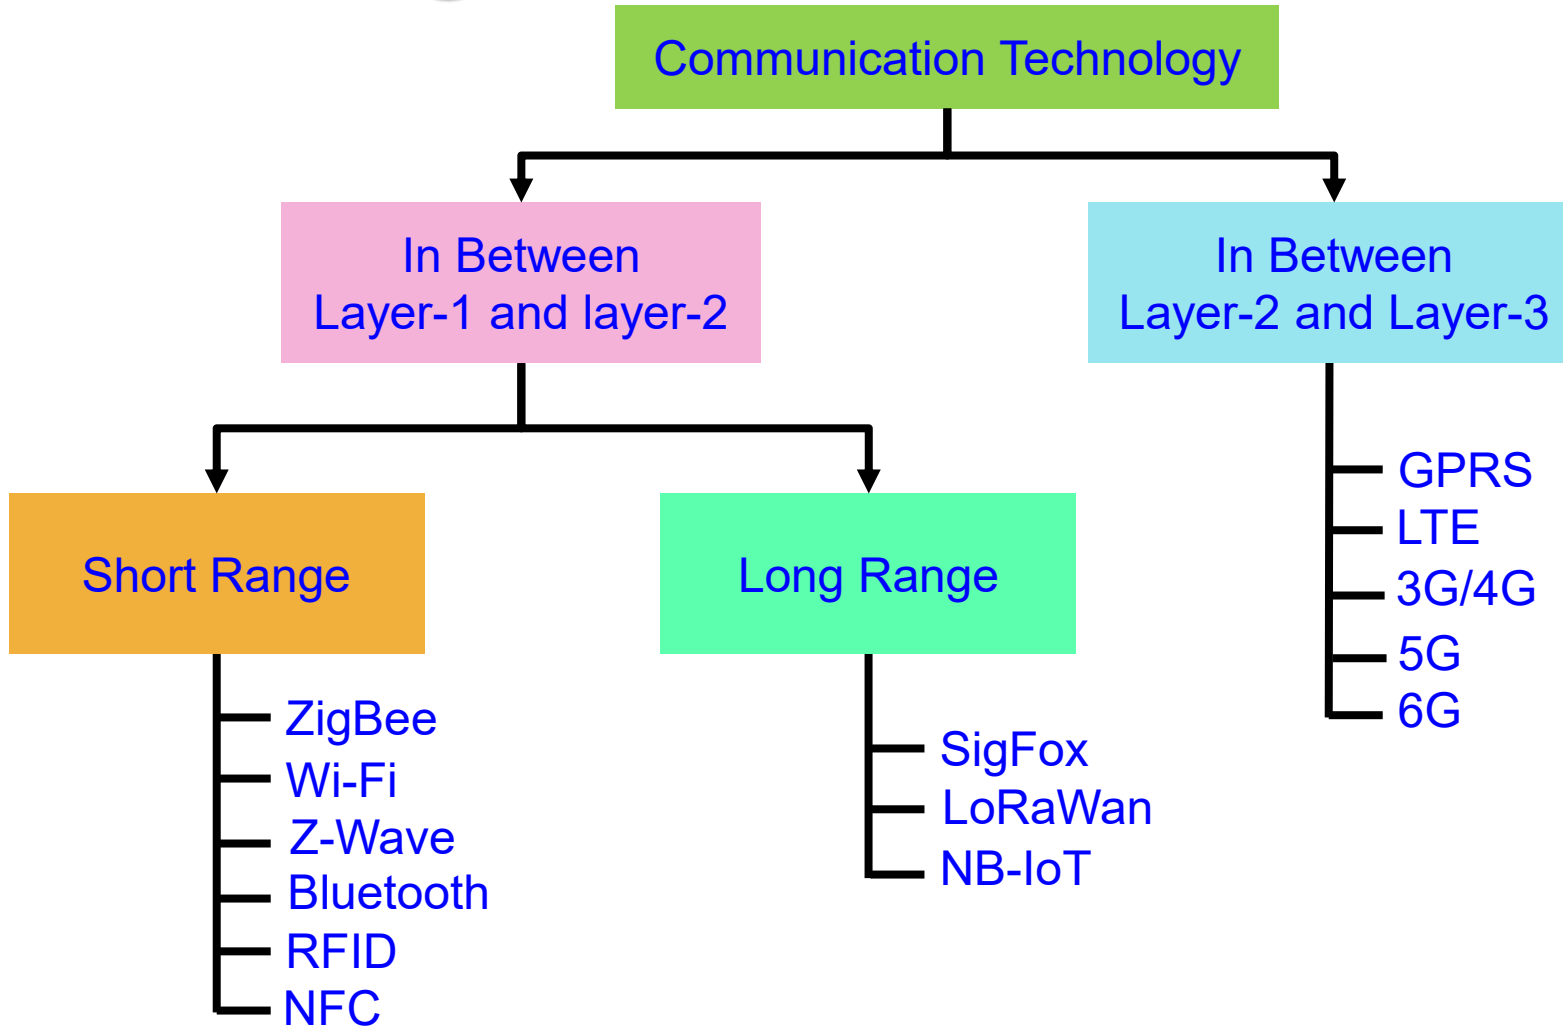 Communication Technology
In Between
Layer-1 and layer-2
In Between
Layer-2 and Layer-3
Short Range
Long Range
ZigBee
Wi-Fi
Z-Wave
Bluetooth
RFID
NFC
SigFox
LoRaWan
NB-IoT
GPRS
LTE
3G/4G
5G
6G